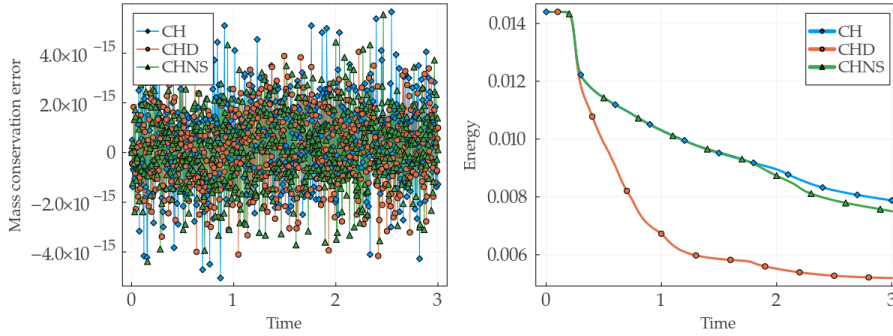 Mass conservation error
4.0×10 -15
2.0×10 -15
0
-2.0×10 -15
-4.0×10 -15
CH
CHD
CHNS
0 1 2 3
Time
Energy
0.014
0.012
0.010
0.008
0.006
CH
CHD
CHNS
0 1 2 3
Time